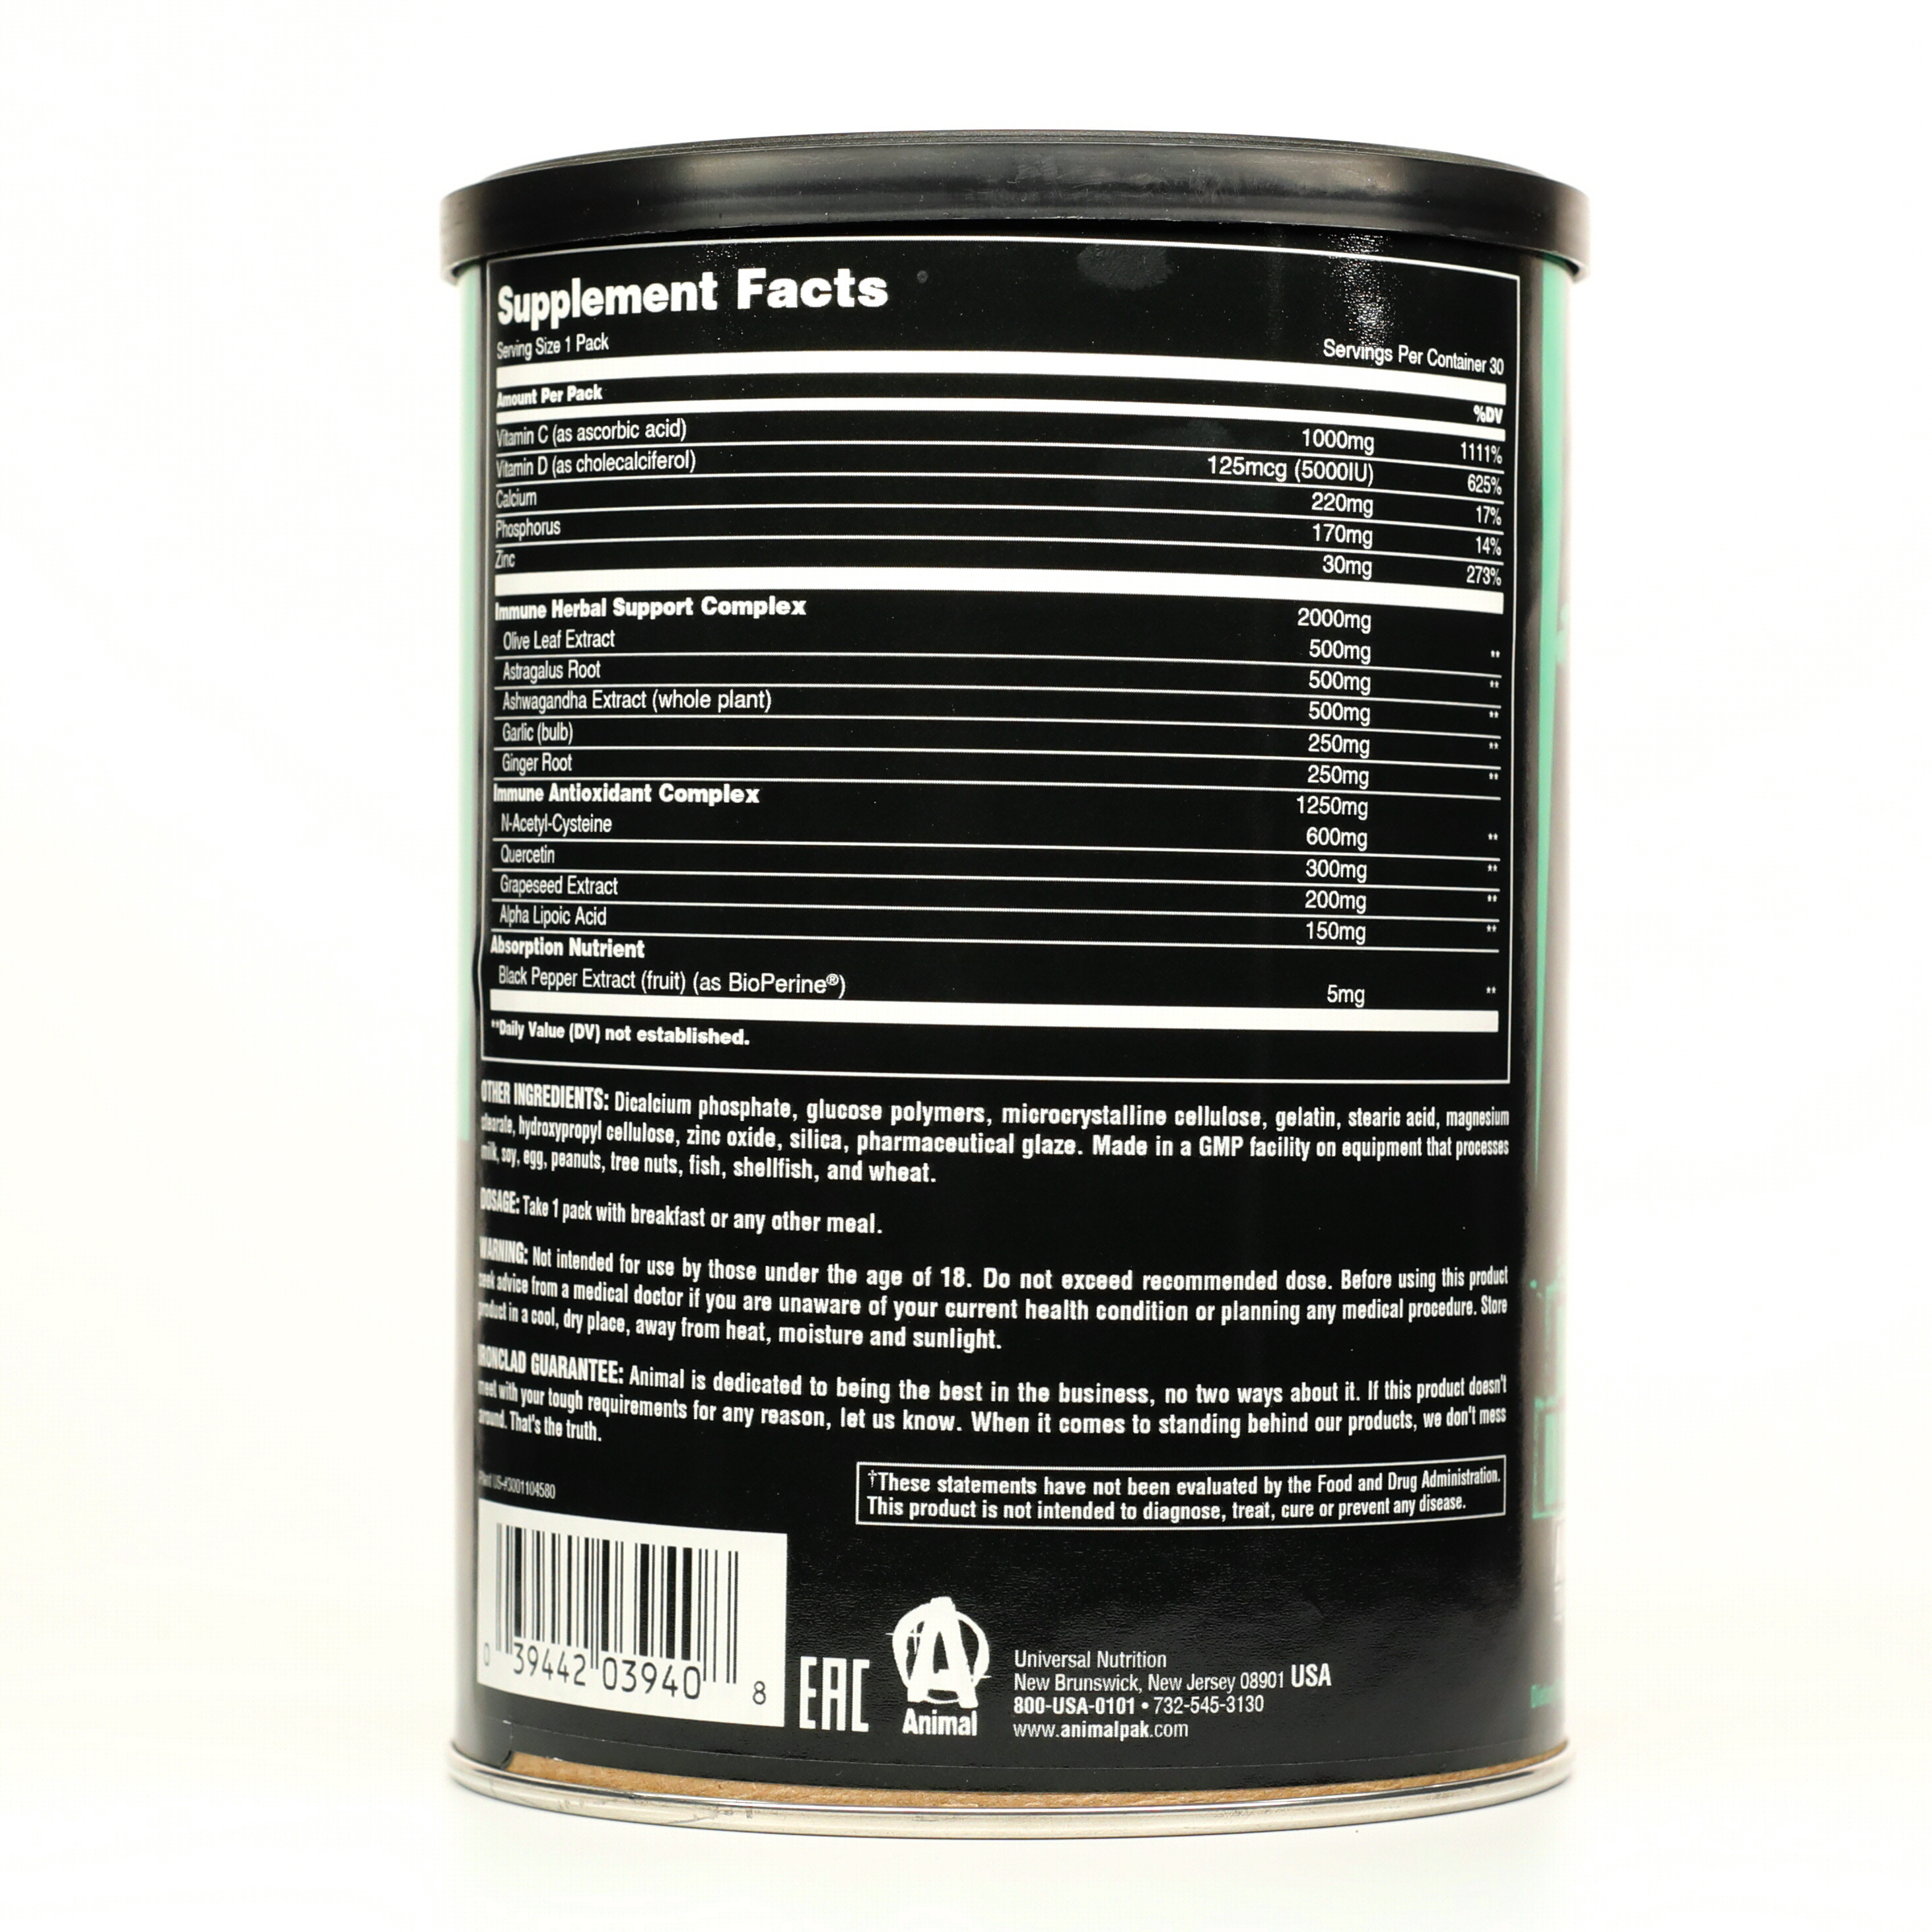 Supplement Facts
Serving Size 1 Pack Servings Per Container 30
Amount Per Pack %DV
Vitamin C (as ascorbic acid) 1000mg 1111%
Vitamin D (as cholecalciferol) 125mcg (5000IU) 625%
Calcium 220mg 17%
Phosphorus 170mg 14%
Zinc 30mg 273%
Immune Herbal Support Complex 2000mg
Olive Leaf Extract 500mg **
Astragalus Root 500mg **
Ashwagandha Extract (whole plant) 500mg **
Garlic (bulb) 250mg **
Ginger Root 250mg **
Immune Antioxidant Complex 1250mg
N-Acetyl-Cysteine 600mg **
Quercetin 300mg **
Grapeseed Extract 200mg **
Alpha Lipoic Acid 150mg **
Absorption Nutrient
Black Pepper Extract (fruit) (as BioPerine®) 5mg **
**Daily Value (DV) not established.
OTHER INGREDIENTS: Dicalcium phosphate, glucose polymers, microcrystalline cellulose, gelatin, stearic acid, magnesium
stearate, hydroxypropyl cellulose, zinc oxide, silica, pharmaceutical glaze. Made in a GMP facility on equipment that processes
milk, soy, egg, peanuts, tree nuts, fish, shellfish, and wheat.
DOSAGE: Take 1 pack with breakfast or any other meal.
WARNING: Not intended for use by those under the age of 18. Do not exceed recommended dose. Before using this product
seek advice from a medical doctor if you are unaware of your current health condition or planning any medical procedure. Store
product in a cool, dry place, away from heat, moisture and sunlight.
IRONCLAD GUARANTEE: Animal is dedicated to being the best in the business, no two ways about it. If this product doesn't
meet with your tough requirements for any reason, let us know. When it comes to standing behind our products, we don't mess
around. That's the truth.
Plant US-#3001104580
†These statements have not been evaluated by the Food and Drug Administration.
This product is not intended to diagnose, treat, cure or prevent any disease.
0 39442 03940 8
EAC
A
Animal
Universal Nutrition
New Brunswick, New Jersey 08901 USA
800-USA-0101 • 732-545-3130
www.animalpak.com